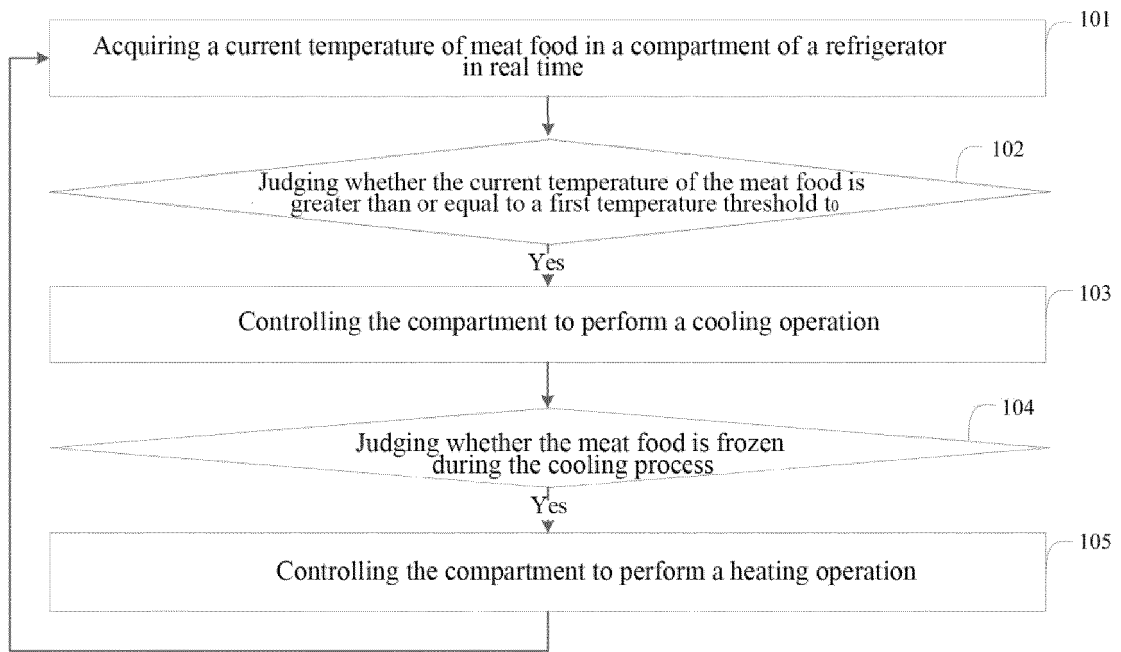 101
Acquiring a current temperature of meat food in a compartment of a refrigerator
in real time
102
Judging whether the current temperature of the meat food is
greater than or equal to a first temperature threshold t₀
Yes
103
Controlling the compartment to perform a cooling operation
104
Judging whether the meat food is frozen
during the cooling process
Yes
105
Controlling the compartment to perform a heating operation